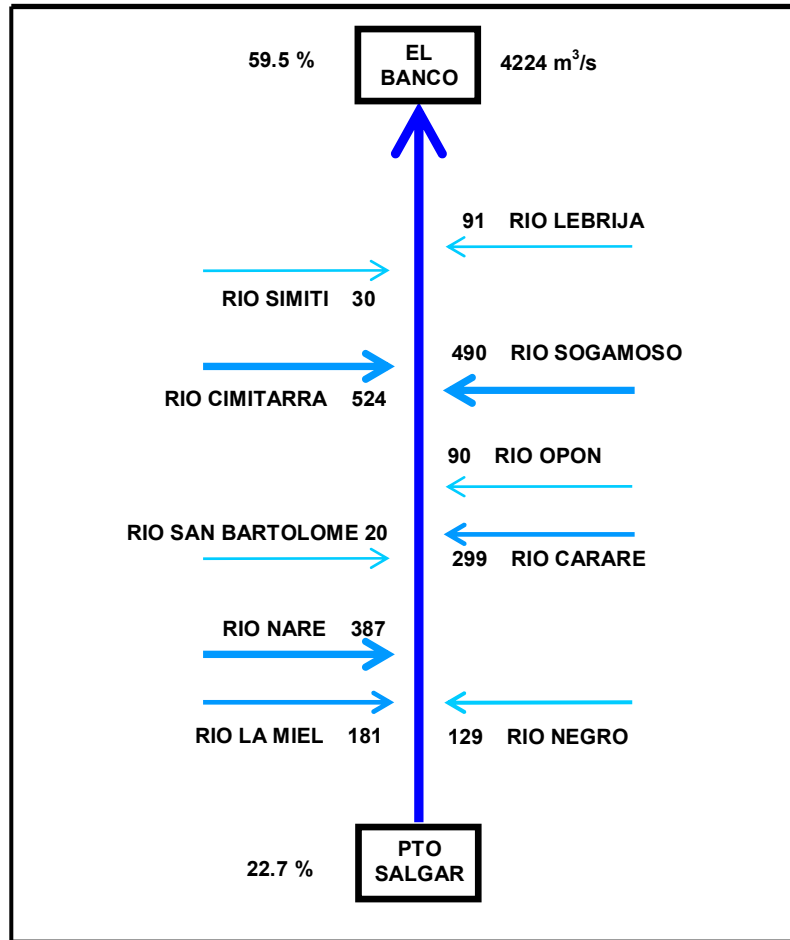 59.5 %
EL
BANCO
4224 m³/s
91 RIO LEBRIJA
RIO SIMITI 30
490 RIO SOGAMOSO
RIO CIMITARRA 524
90 RIO OPON
RIO SAN BARTOLOME 20
299 RIO CARARE
RIO NARE 387
RIO LA MIEL 181
129 RIO NEGRO
22.7 %
PTO
SALGAR